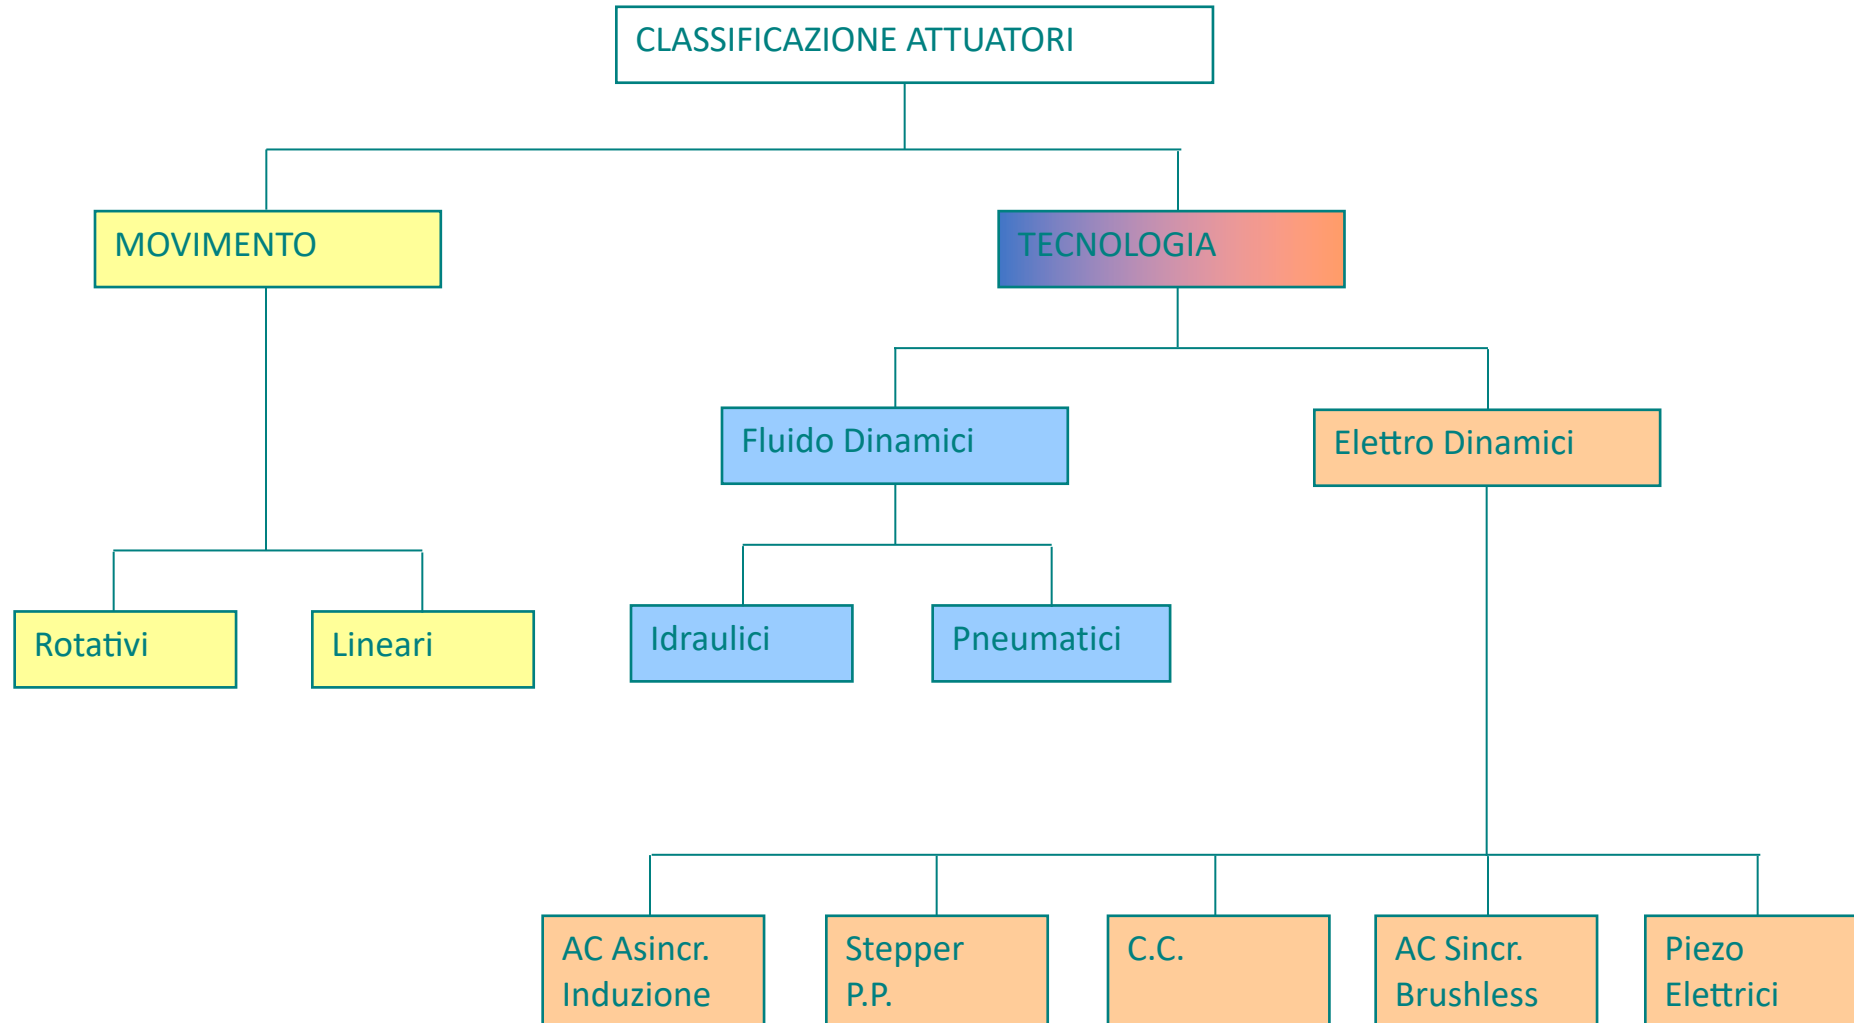 CLASSIFICAZIONE ATTUATORI
MOVIMENTO
TECNOLOGIA
Fluido Dinamici
Elettro Dinamici
Rotativi
Lineari
Idraulici
Pneumatici
AC Asincr.
Induzione
Stepper
P.P.
C.C.
AC Sincr.
Brushless
Piezo
Elettrici